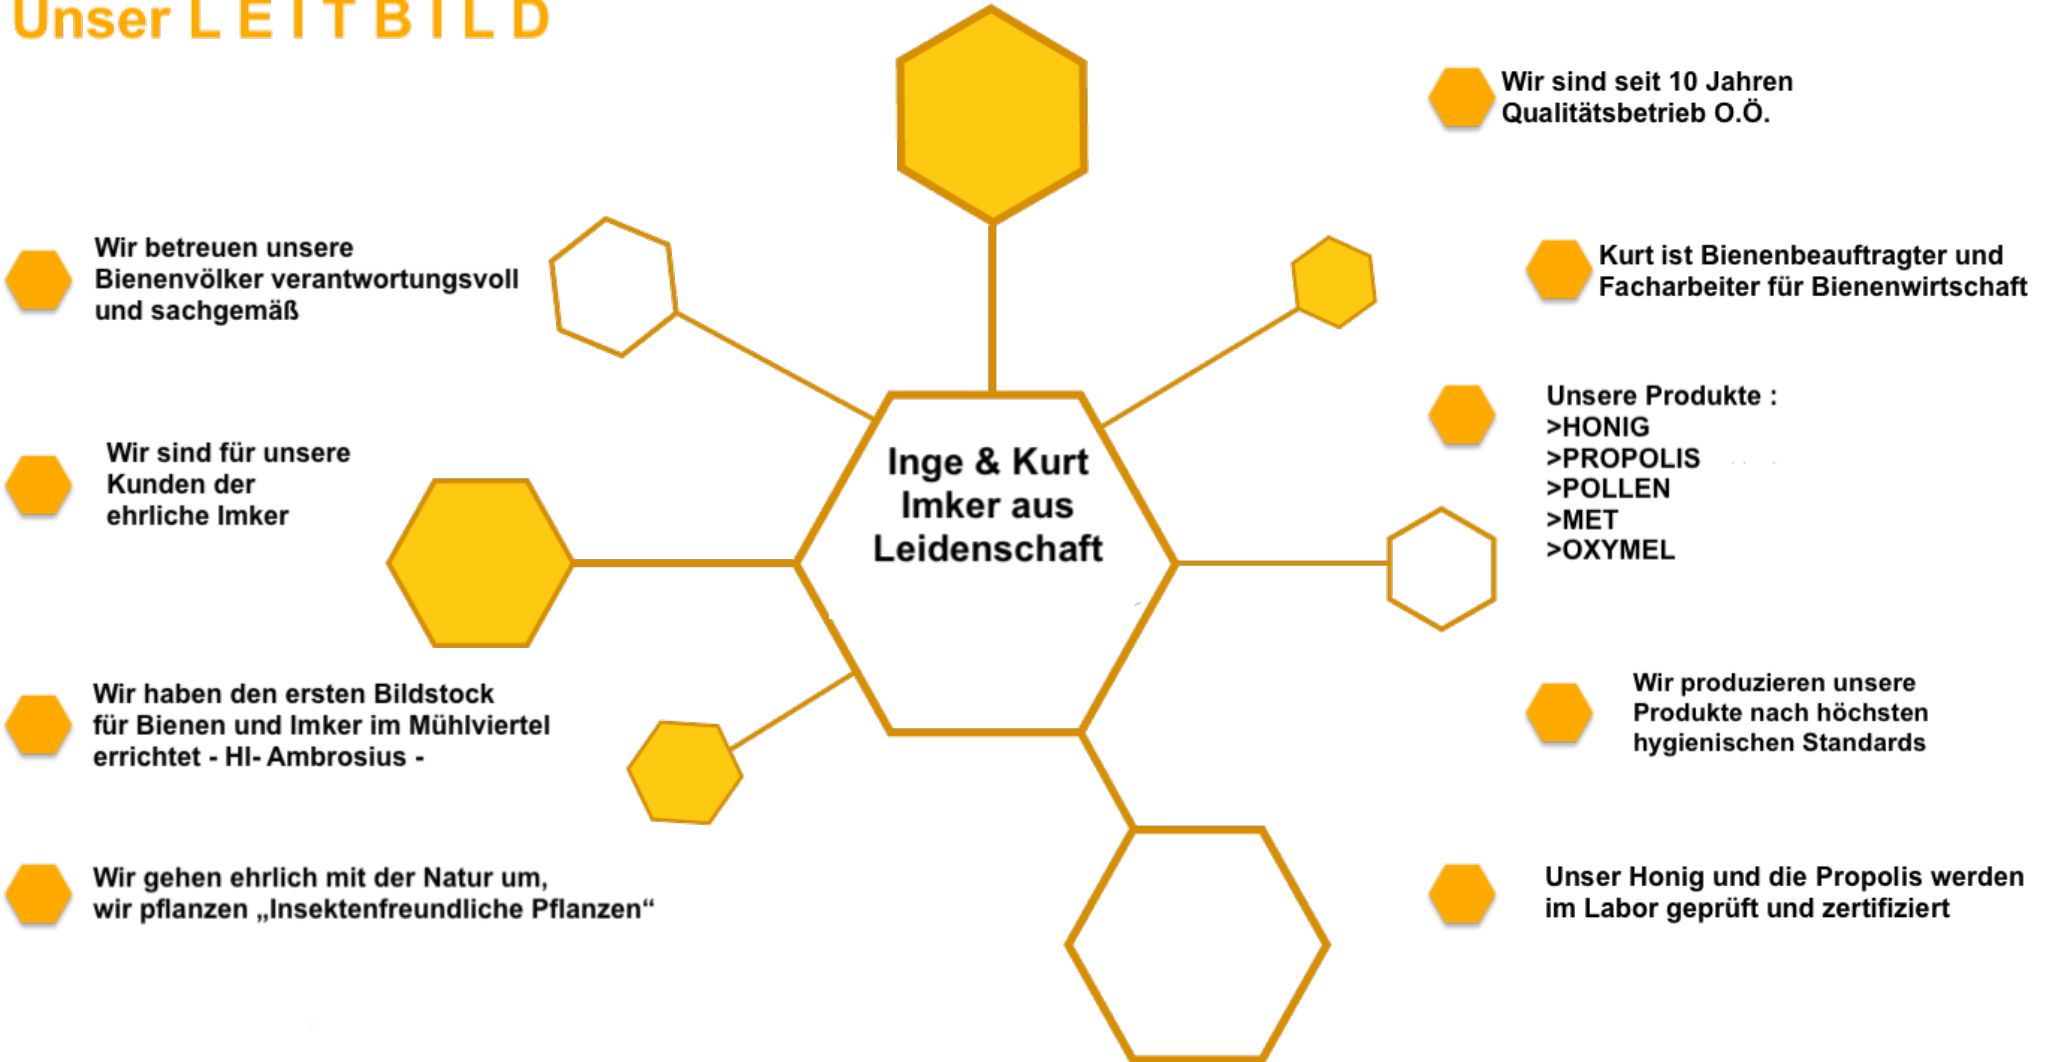 Unser L E I T B I L D
Wir betreuen unsere
Bienenvölker verantwortungsvoll
und sachgemäß
Wir sind für unsere
Kunden der
ehrliche Imker
Wir haben den ersten Bildstock
für Bienen und Imker im Mühlviertel
errichtet - HI- Ambrosius -
Wir gehen ehrlich mit der Natur um,
wir pflanzen „Insektenfreundliche Pflanzen“
Inge & Kurt
Imker aus
Leidenschaft
Wir sind seit 10 Jahren
Qualitätsbetrieb O.Ö.
Kurt ist Bienenbeauftragter und
Facharbeiter für Bienenwirtschaft
Unsere Produkte :
>HONIG
>PROPOLIS
>POLLEN
>MET
>OXYMEL
Wir produzieren unsere
Produkte nach höchsten
hygienischen Standards
Unser Honig und die Propolis werden
im Labor geprüft und zertifiziert